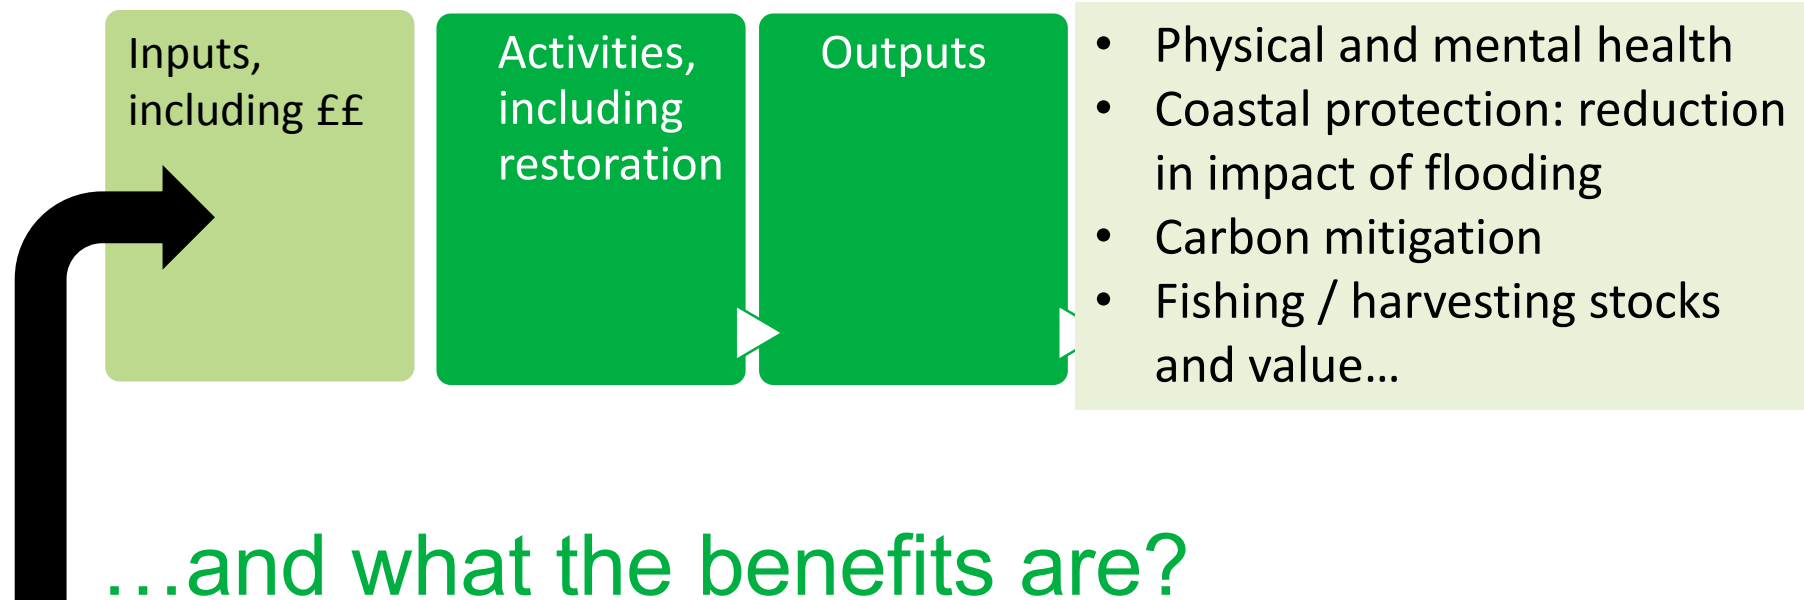 Inputs,
including ££
Activities,
including
restoration
Outputs
• Physical and mental health
• Coastal protection: reduction
in impact of flooding
• Carbon mitigation
• Fishing / harvesting stocks
and value…
…and what the benefits are?